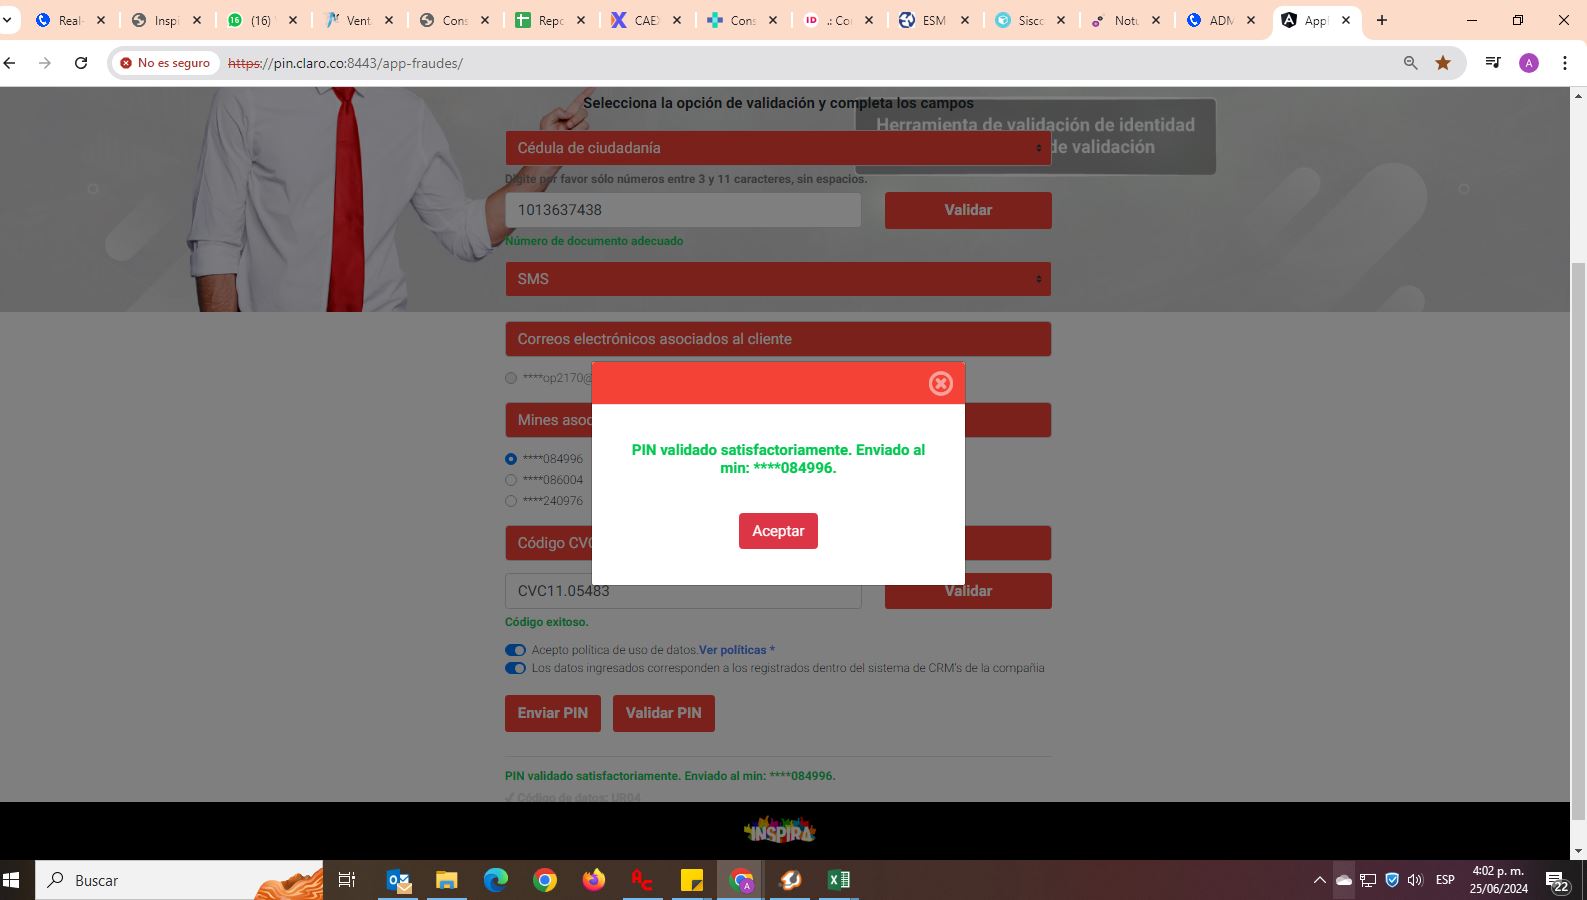 Real-
Inspi
(16)
Vent
Cons
Repo
CAEX
Cons
.: Co
ESM
Sisco
Notu
ADM
Appl
No es seguro
https://pin.claro.co:8443/app-fraudes/
Selecciona la opción de validación y completa los campos
Herramienta de validación de identidad
de validación
Cédula de ciudadanía
Digite por favor sólo números entre 3 y 11 caracteres, sin espacios.
1013637438
Validar
Número de documento adecuado
SMS
Correos electrónicos asociados al cliente
****op2170@
Mines asoc
****084996
****086004
****240976
PIN validado satisfactoriamente. Enviado al
min: ****084996.
Aceptar
Código CVC
CVC11.05483
Validar
Código exitoso.
Acepto política de uso de datos.Ver políticas *
Los datos ingresados corresponden a los registrados dentro del sistema de CRM's de la compañia
Enviar PIN
Validar PIN
PIN validado satisfactoriamente. Enviado al min: ****084996.
✓ Código de datos: UR04
INSPIRA
Buscar
ESP
4:02 p. m.
25/06/2024
22